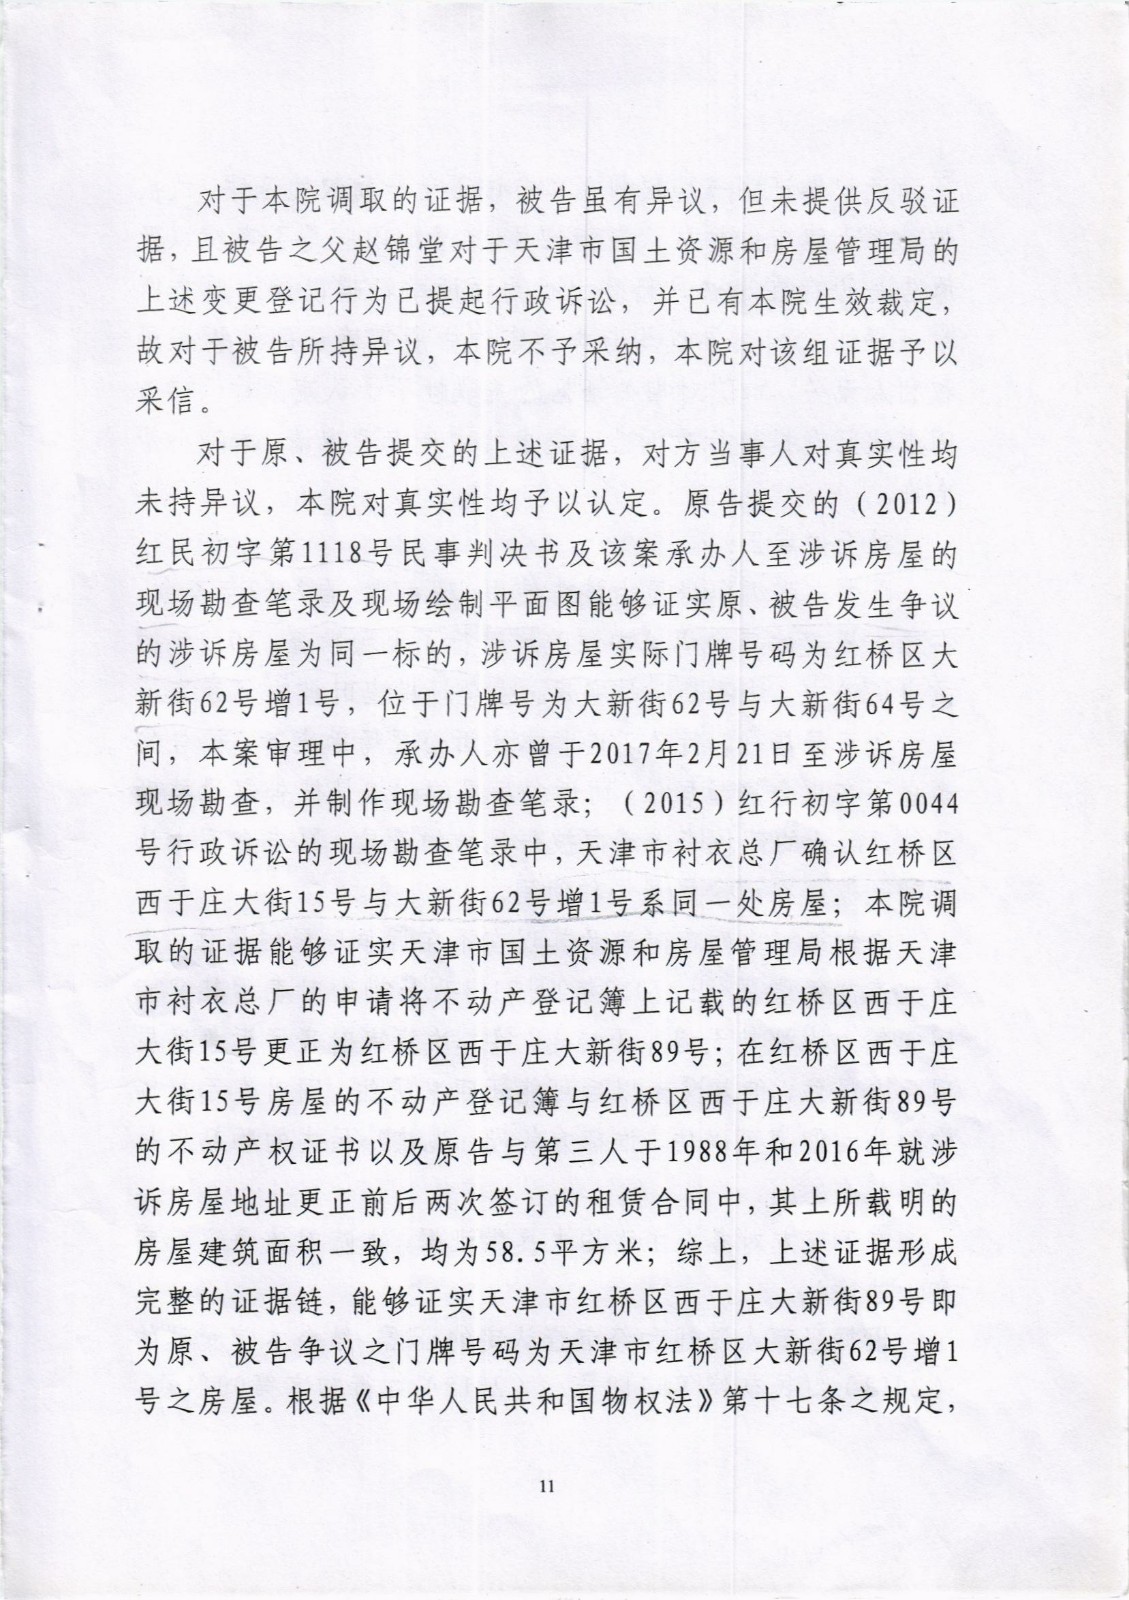 对于本院调取的证据，被告虽有异议，但未提供反驳证
据，且被告之父赵锦堂对于天津市国土资源和房屋管理局的
上述变更登记行为已提起行政诉讼，并已有本院生效裁定，
故对于被告所持异议，本院不予采纳，本院对该组证据予以
采信。
对于原、被告提交的上述证据，对方当事人对真实性均
未持异议，本院对真实性均予以认定。原告提交的（2012）
红民初字第1118号民事判决书及该案承办人至涉诉房屋的
现场勘查笔录及现场绘制平面图能够证实原、被告发生争议
的涉诉房屋为同一标的，涉诉房屋实际门牌号码为红桥区大
新街62号增1号，位于门牌号为大新街62号与大新街64号之
间，本案审理中，承办人亦曾于2017年2月21日至涉诉房屋
现场勘查，并制作现场勘查笔录；（2015）红行初字第0044
号行政诉讼的现场勘查笔录中，天津市衬衣总厂确认红桥区
西于庄大街15号与大新街62号增1号系同一处房屋；本院调
取的证据能够证实天津市国土资源和房屋管理局根据天津
市衬衣总厂的申请将不动产登记簿上记载的红桥区西于庄
大街15号更正为红桥区西于庄大新街89号；在红桥区西于庄
大街15号房屋的不动产登记簿与红桥区西于庄大新街89号
的不动产权证书以及原告与第三人于1988年和2016年就涉
诉房屋地址更正前后两次签订的租赁合同中，其上所载明的
房屋建筑面积一致，均为58.5平方米；综上，上述证据形成
完整的证据链，能够证实天津市红桥区西于庄大新街89号即
为原、被告争议之门牌号码为天津市红桥区大新街62号增1
号之房屋。根据《中华人民共和国物权法》第十七条之规定，
11